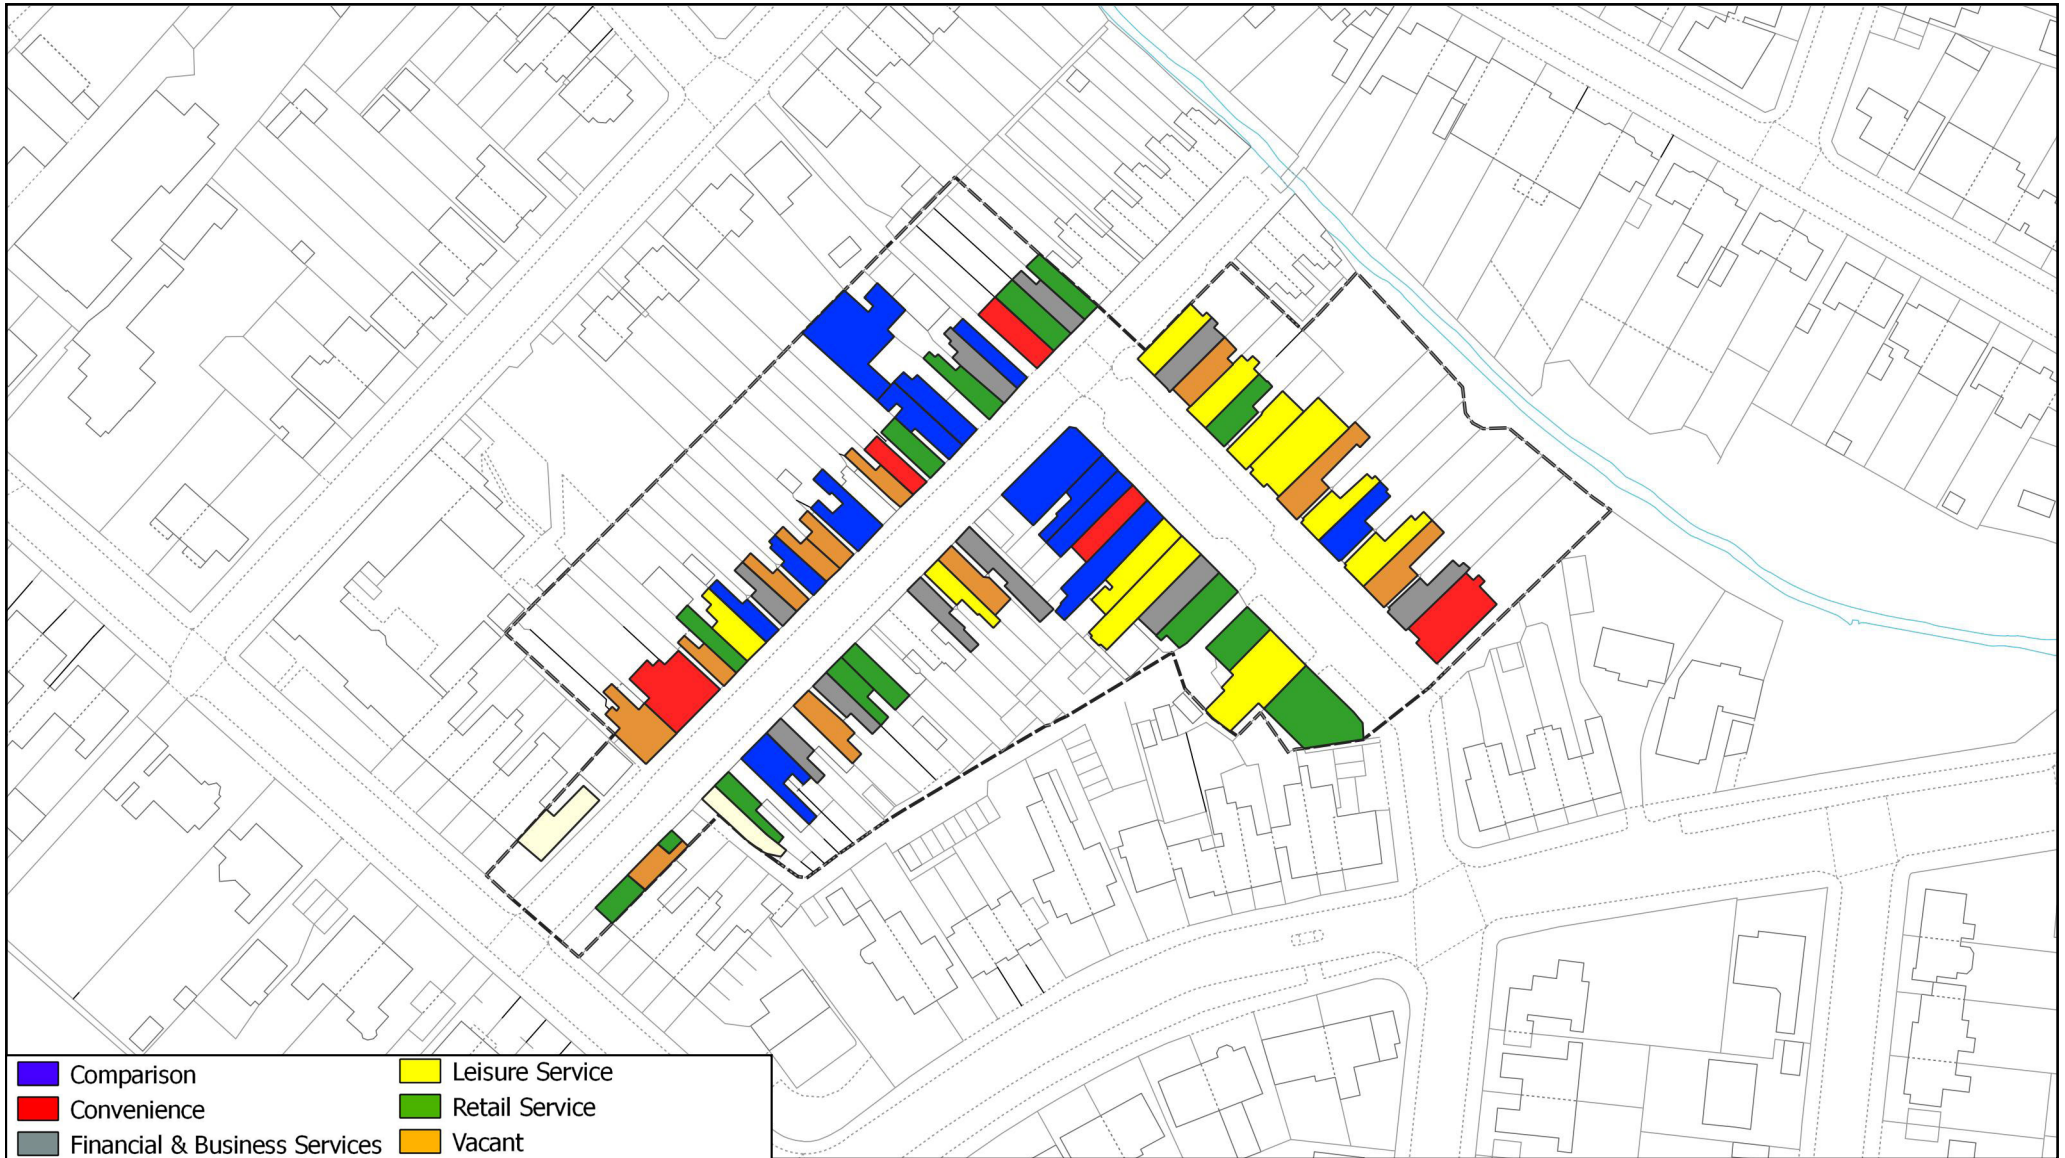 Comparison
Convenience
Financial & Business Services
Leisure Service
Retail Service
Vacant